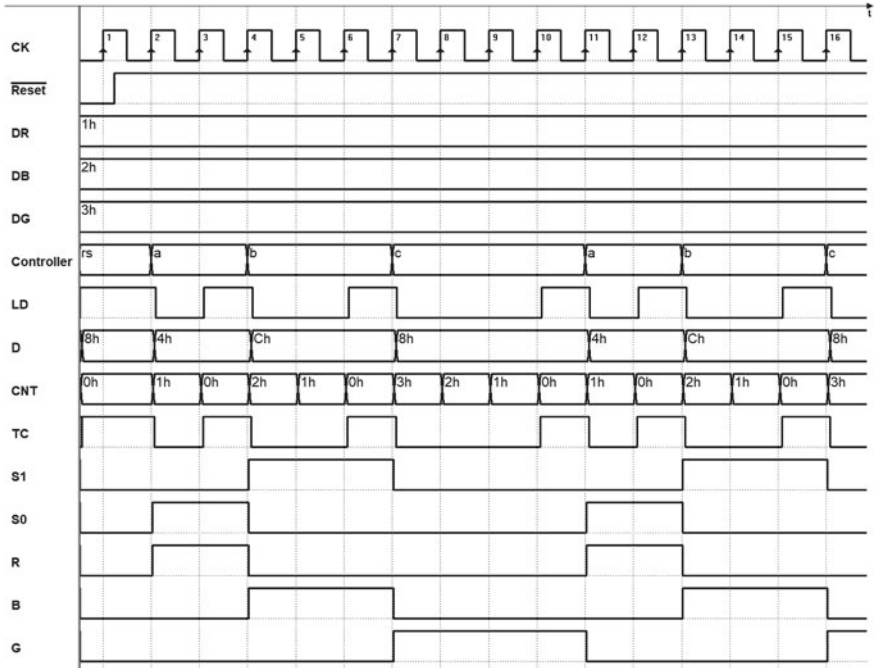 t
CK 1 2 3 4 5 6 7 8 9 10 11 12 13 14 15 16
Reset
DR 1h
DB 2h
DG 3h
Controller rs a b c a b c
LD
D 8h 4h Ch 8h 4h Ch 8h
CNT 0h 1h 0h 2h 1h 0h 3h 2h 1h 0h 1h 0h 2h 1h 0h 3h
TC
S1
S0
R
B
G